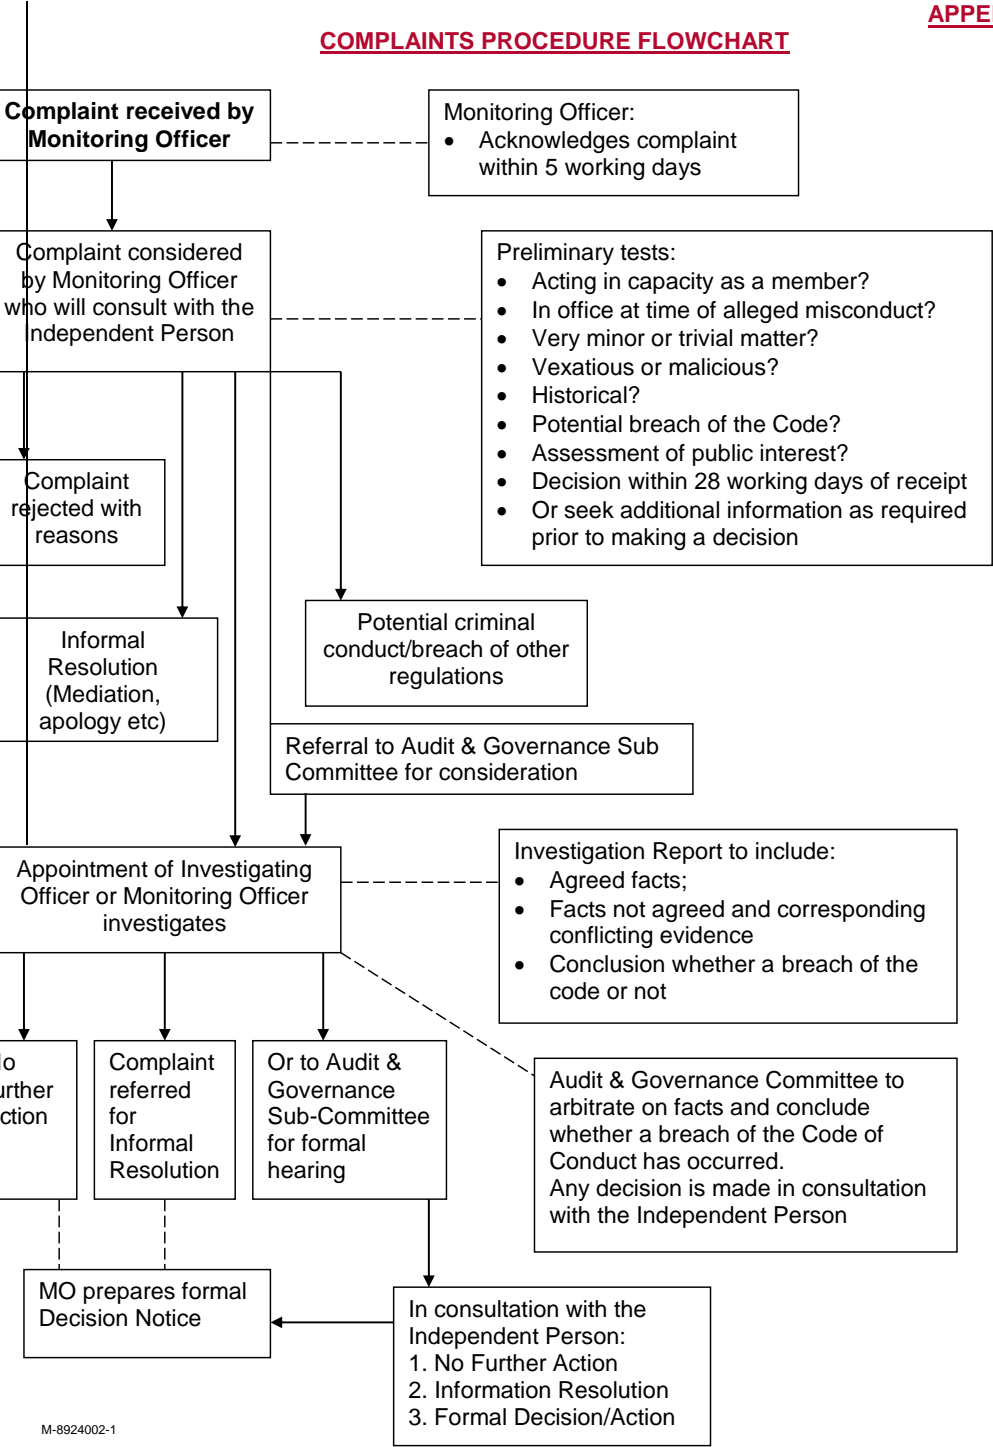 APPE
COMPLAINTS PROCEDURE FLOWCHART
Complaint received by
Monitoring Officer
Monitoring Officer:
• Acknowledges complaint
within 5 working days
Complaint considered
by Monitoring Officer
who will consult with the
Independent Person
Preliminary tests:
• Acting in capacity as a member?
• In office at time of alleged misconduct?
• Very minor or trivial matter?
• Vexatious or malicious?
• Historical?
• Potential breach of the Code?
• Assessment of public interest?
• Decision within 28 working days of receipt
• Or seek additional information as required
prior to making a decision
Complaint
rejected with
reasons
Informal
Resolution
(Mediation,
apology etc)
Potential criminal
conduct/breach of other
regulations
Referral to Audit & Governance Sub
Committee for consideration
Appointment of Investigating
Officer or Monitoring Officer
investigates
Investigation Report to include:
• Agreed facts;
• Facts not agreed and corresponding
conflicting evidence
• Conclusion whether a breach of the
code or not
lo
urther
ction
Complaint
referred
for
Informal
Resolution
Or to Audit &
Governance
Sub-Committee
for formal
hearing
Audit & Governance Committee to
arbitrate on facts and conclude
whether a breach of the Code of
Conduct has occurred.
Any decision is made in consultation
with the Independent Person
MO prepares formal
Decision Notice
In consultation with the
Independent Person:
1. No Further Action
2. Information Resolution
3. Formal Decision/Action
M-8924002-1